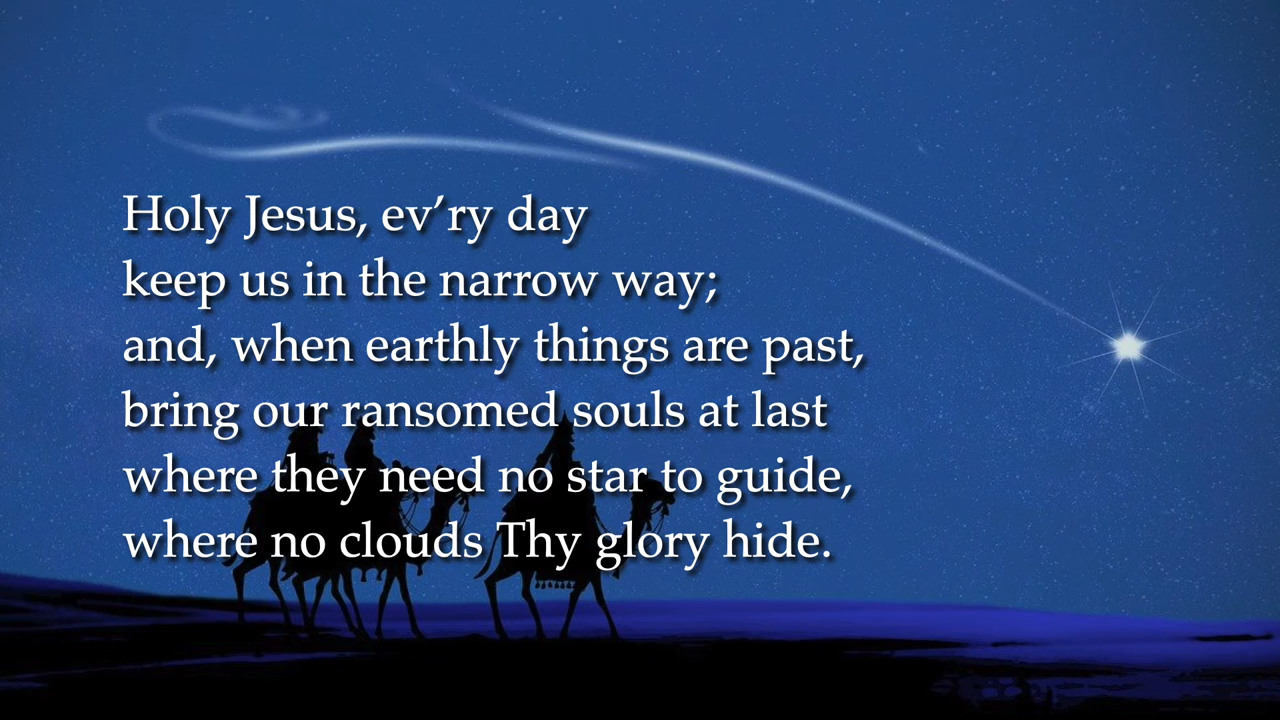 Holy Jesus, ev’ry day
keep us in the narrow way;
and, when earthly things are past,
bring our ransomed souls at last
where they need no star to guide,
where no clouds Thy glory hide.